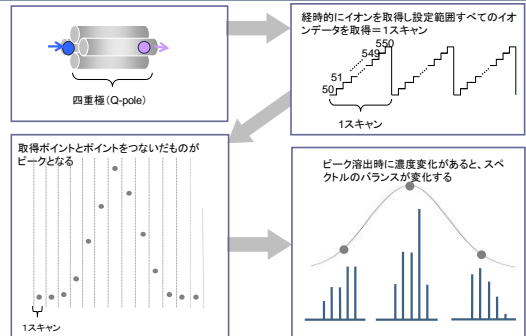 四重極(Q-pole)
経時的にイオンを取得し設定範囲すべてのイオ
ンデータを取得=1スキャン
550
549
51
50
1スキャン
取得ポイントとポイントをつないだものが
ピークとなる
1スキャン
ピーク溶出時に濃度変化があると、スペ
クトルのバランスが変化する